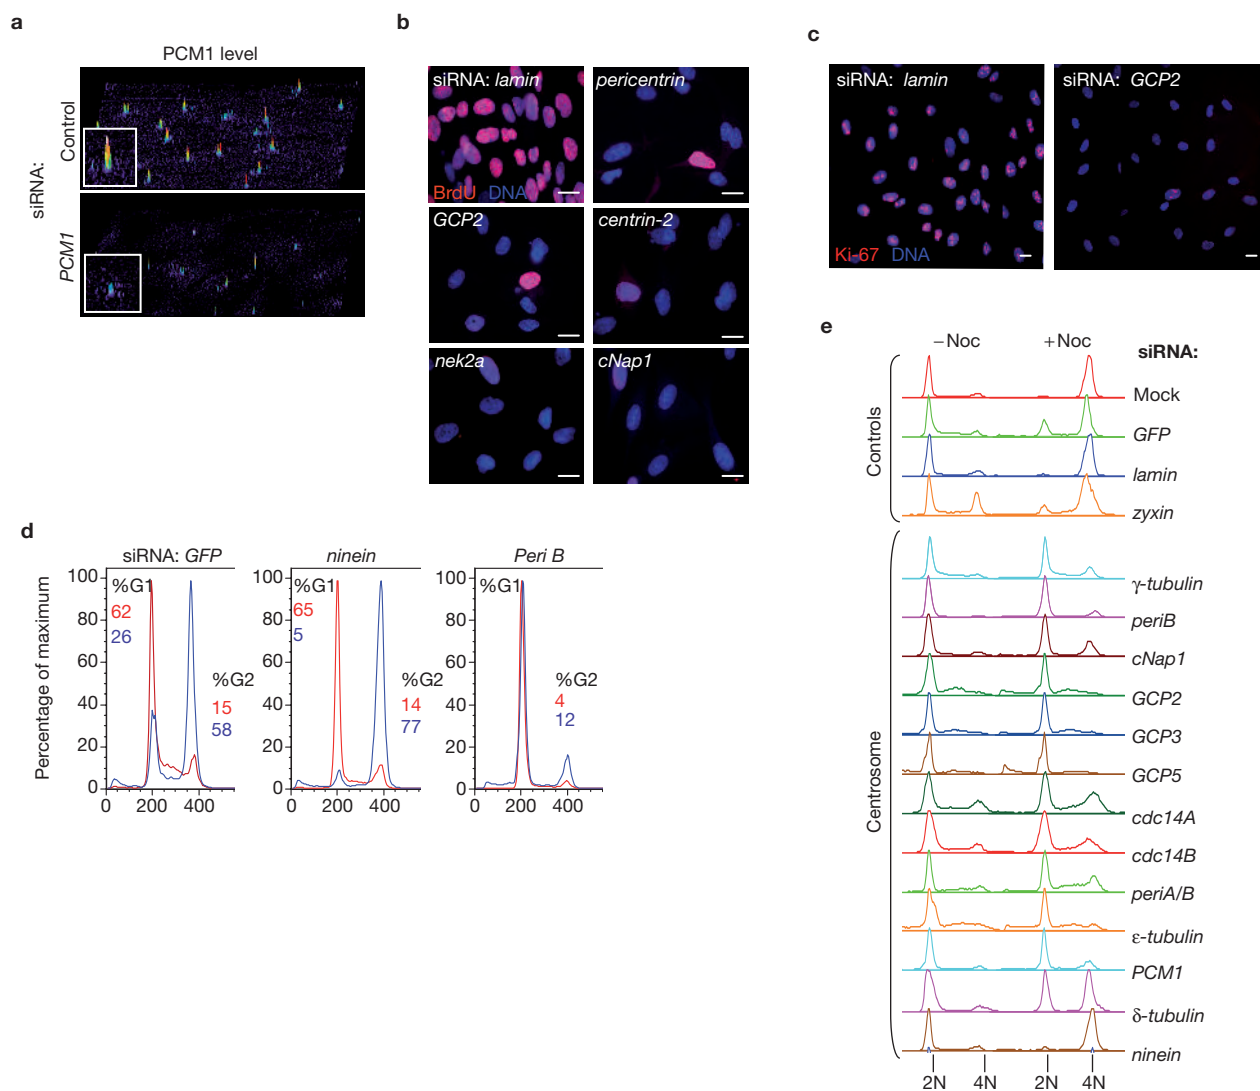 a
PCM1 level
siRNA:
Control
PCM1
b
siRNA: lamin
pericentrin
BrdU DNA
GCP2
centrin-2
nek2a
cNap1
c
siRNA: lamin
siRNA: GCP2
Ki-67 DNA
d
siRNA: GFP
ninein
Peri B
Percentage of maximum
100
80
60
40
20
0
%G1
62
26
%G2
15
58
0 200 400
100
80
60
40
20
0
%G1
65
5
%G2
14
77
0 200 400
100
80
60
40
20
0
%G1
%G2
4
12
0 200 400
e
– Noc
+ Noc
siRNA:
Controls
Mock
GFP
lamin
zyxin
Centrosome
γ-tubulin
periB
cNap1
GCP2
GCP3
GCP5
cdc14A
cdc14B
periA/B
ε-tubulin
PCM1
δ-tubulin
ninein
2N 4N 2N 4N